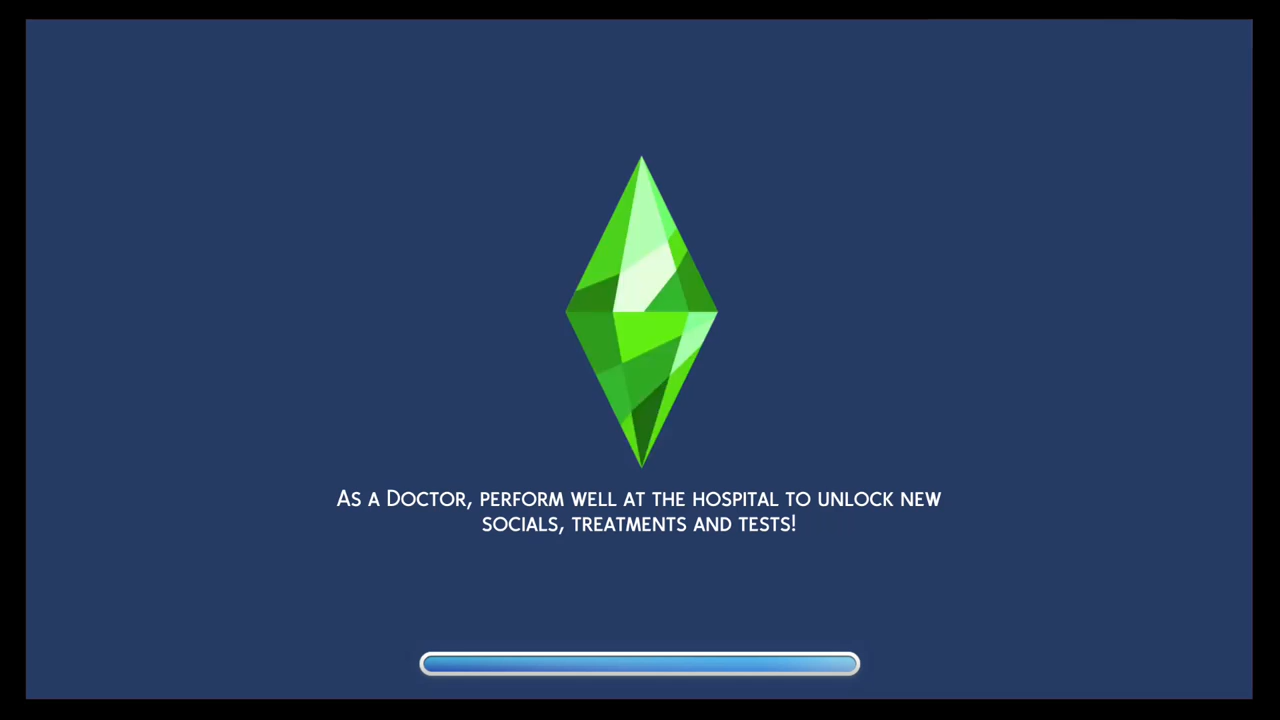 As a Doctor, perform well at the hospital to unlock new
socials, treatments and tests!